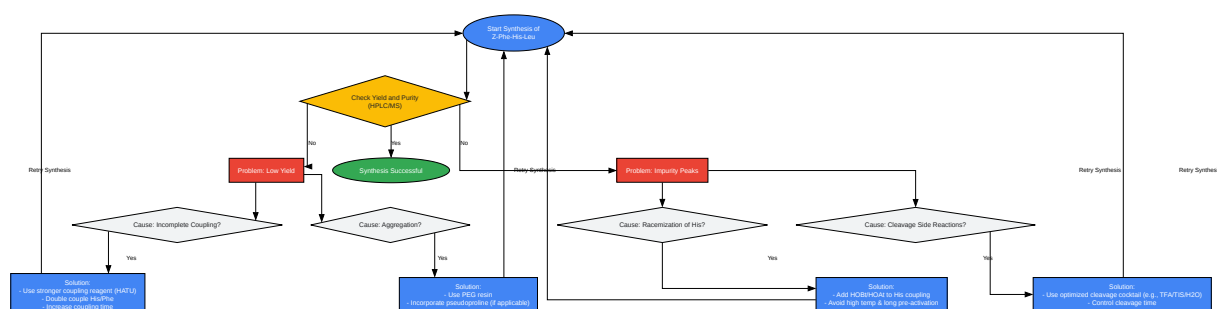 Start Synthesis of
Z-Phe-His-Leu
Check Yield and Purity
(HPLC/MS)
No
Yes
No
Problem: Low Yield
Synthesis Successful
Problem: Impurity Peaks
Retry Synthesis
Retry Synthesis
Retry Synthesis
Retry Synthes
Cause: Incomplete Coupling?
Cause: Aggregation?
Cause: Racemization of His?
Cause: Cleavage Side Reactions?
Yes
Yes
Yes
Yes
Solution:
- Use stronger coupling reagent (HATU)
- Double couple His/Phe
- Increase coupling time
Solution:
- Use PEG resin
- Incorporate pseudoproline (if applicable)
Solution:
- Add HOBt/HOAt to His coupling
- Avoid high temp & long pre-activation
Solution:
- Use optimized cleavage cocktail (e.g., TFA/TIS/H2O)
- Control cleavage time